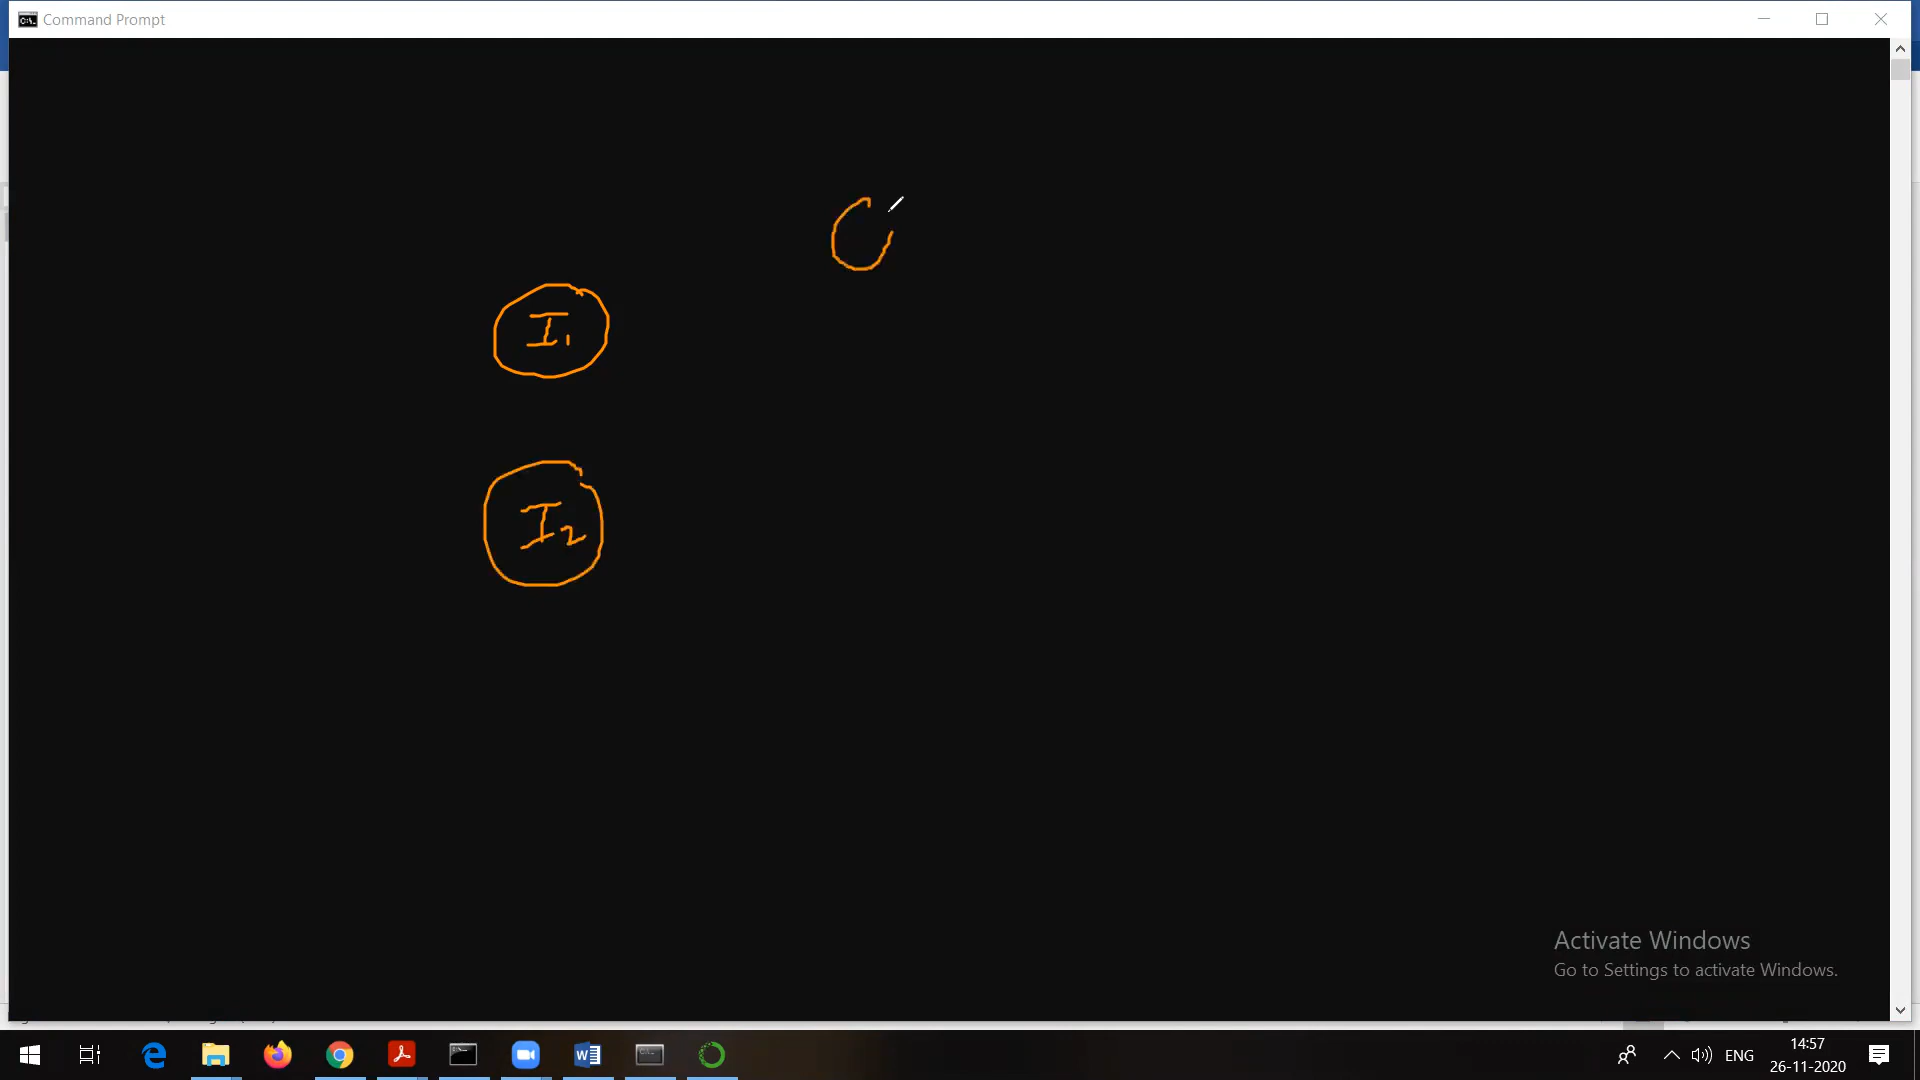 Command Prompt
I₁
I₂
Activate Windows
Go to Settings to activate Windows.
ENG
14:57
26-11-2020